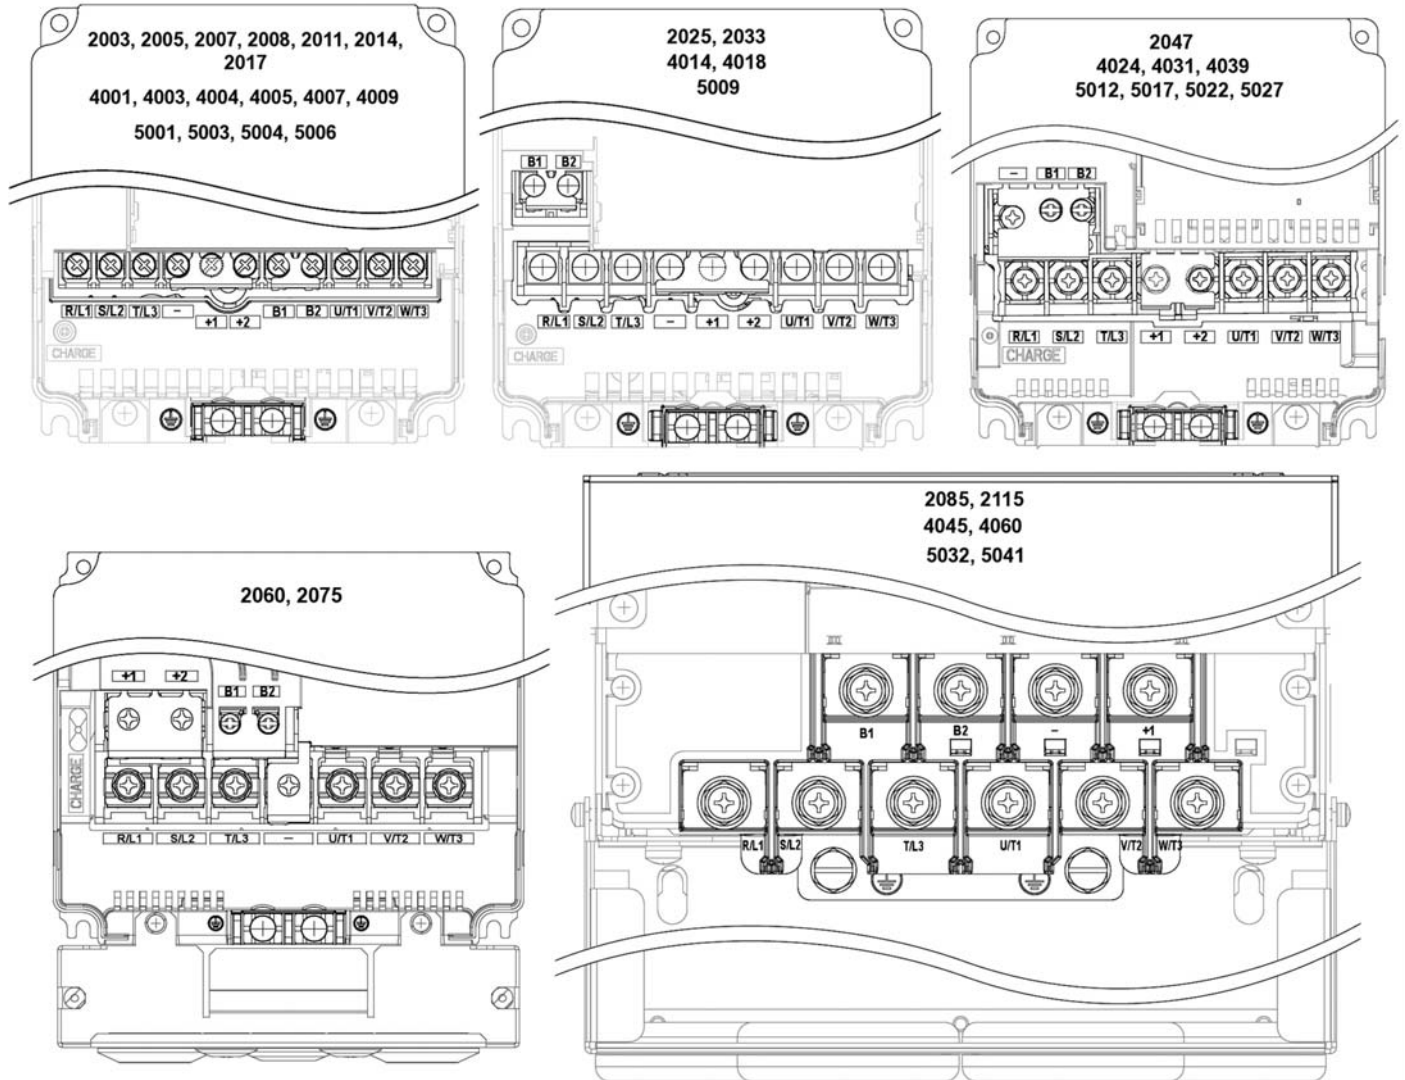 2003, 2005, 2007, 2008, 2011, 2014,
2017
4001, 4003, 4004, 4005, 4007, 4009
5001, 5003, 5004, 5006
R/L1 S/L2 T/L3 − +1 +2 B1 B2 U/T1 V/T2 W/T3
CHARGE
2025, 2033
4014, 4018
5009
B1 B2
R/L1 S/L2 T/L3 − +1 +2 U/T1 V/T2 W/T3
CHARGE
2047
4024, 4031, 4039
5012, 5017, 5022, 5027
− B1 B2
R/L1 S/L2 T/L3 +1 +2 U/T1 V/T2 W/T3
CHARGE
2060, 2075
+1 +2 B1 B2
CHARGE
R/L1 S/L2 T/L3 − U/T1 V/T2 W/T3
2085, 2115
4045, 4060
5032, 5041
B1 B2 − +1
R/L1 S/L2 T/L3 U/T1 V/T2 W/T3